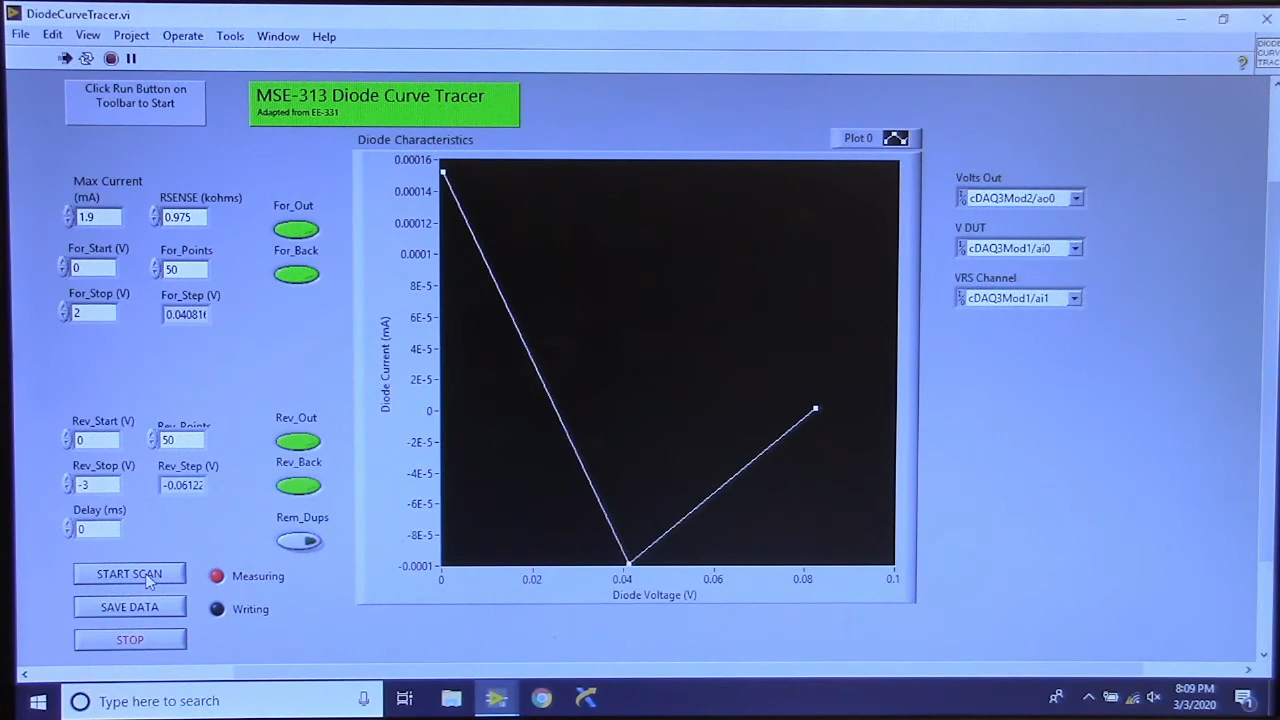 DiodeCurveTracer.vi
File Edit View Project Operate Tools Window Help
DIODE
CURV
TRAC
Click Run Button on
Toolbar to Start
MSE-313 Diode Curve Tracer
Adapted from EE-331
Diode Characteristics
Plot 0
Max Current
(mA)
RSENSE (kohms)
1.9
0.975
For_Out
For_Start (V)
For_Points
For_Back
0
50
For_Stop (V)
For_Step (V)
2
0.04081
Rev_Start (V)
Rev_Points
Rev_Out
0
50
Rev_Stop (V)
Rev_Step (V)
Rev_Back
-3
-0.06122
Delay (ms)
0
Rem_Dups
START SCAN
Measuring
SAVE DATA
Writing
STOP
Diode Current (mA)
0.00016
0.00014
0.00012
0.0001
8E-5
6E-5
4E-5
2E-5
0
-2E-5
-4E-5
-6E-5
-8E-5
-0.0001
0 0.02 0.04 0.06 0.08 0.1
Diode Voltage (V)
Volts Out
cDAQ3Mod2/ao0
V DUT
cDAQ3Mod1/ai0
VRS Channel
cDAQ3Mod1/ai1
Type here to search
8:09 PM
3/3/2020
1